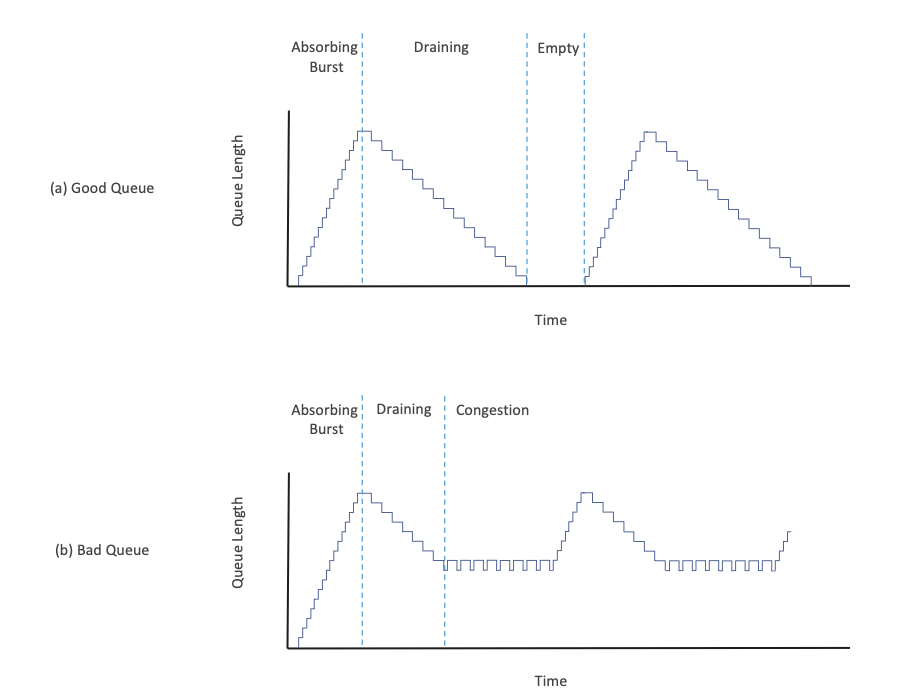 Absorbing
Burst
Draining
Empty
(a) Good Queue
Queue Length
Time
Absorbing
Burst
Draining
Congestion
(b) Bad Queue
Queue Length
Time